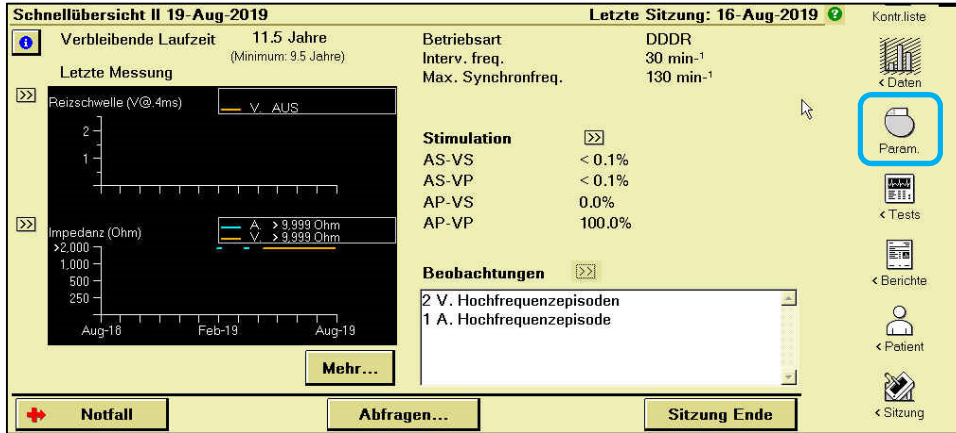 Schnellübersicht II 19-Aug-2019 Letzte Sitzung: 16-Aug-2019 ?
Kontr.liste
i Verbleibende Laufzeit 11.5 Jahre
(Minimum: 9.5 Jahre)
Letzte Messung
Betriebsart DDDR
Interv. freq. 30 min-¹
Max. Synchronfreq. 130 min-¹
< Daten
>> Reizschwelle (V@.4ms) V. AUS
2
1
Param.
Stimulation >>
AS-VS < 0.1%
AS-VP < 0.1%
AP-VS 0.0%
AP-VP 100.0%
< Tests
>> Impedanz (Ohm) A. > 9,999 Ohm
V. > 9,999 Ohm
>2,000
1,000
500
250
Aug-18 Feb-19 Aug-19
Beobachtungen >>
2 V. Hochfrequenzepisoden
1 A. Hochfrequenzepisode
< Berichte
< Patient
Mehr...
Notfall Abfragen... Sitzung Ende
< Sitzung